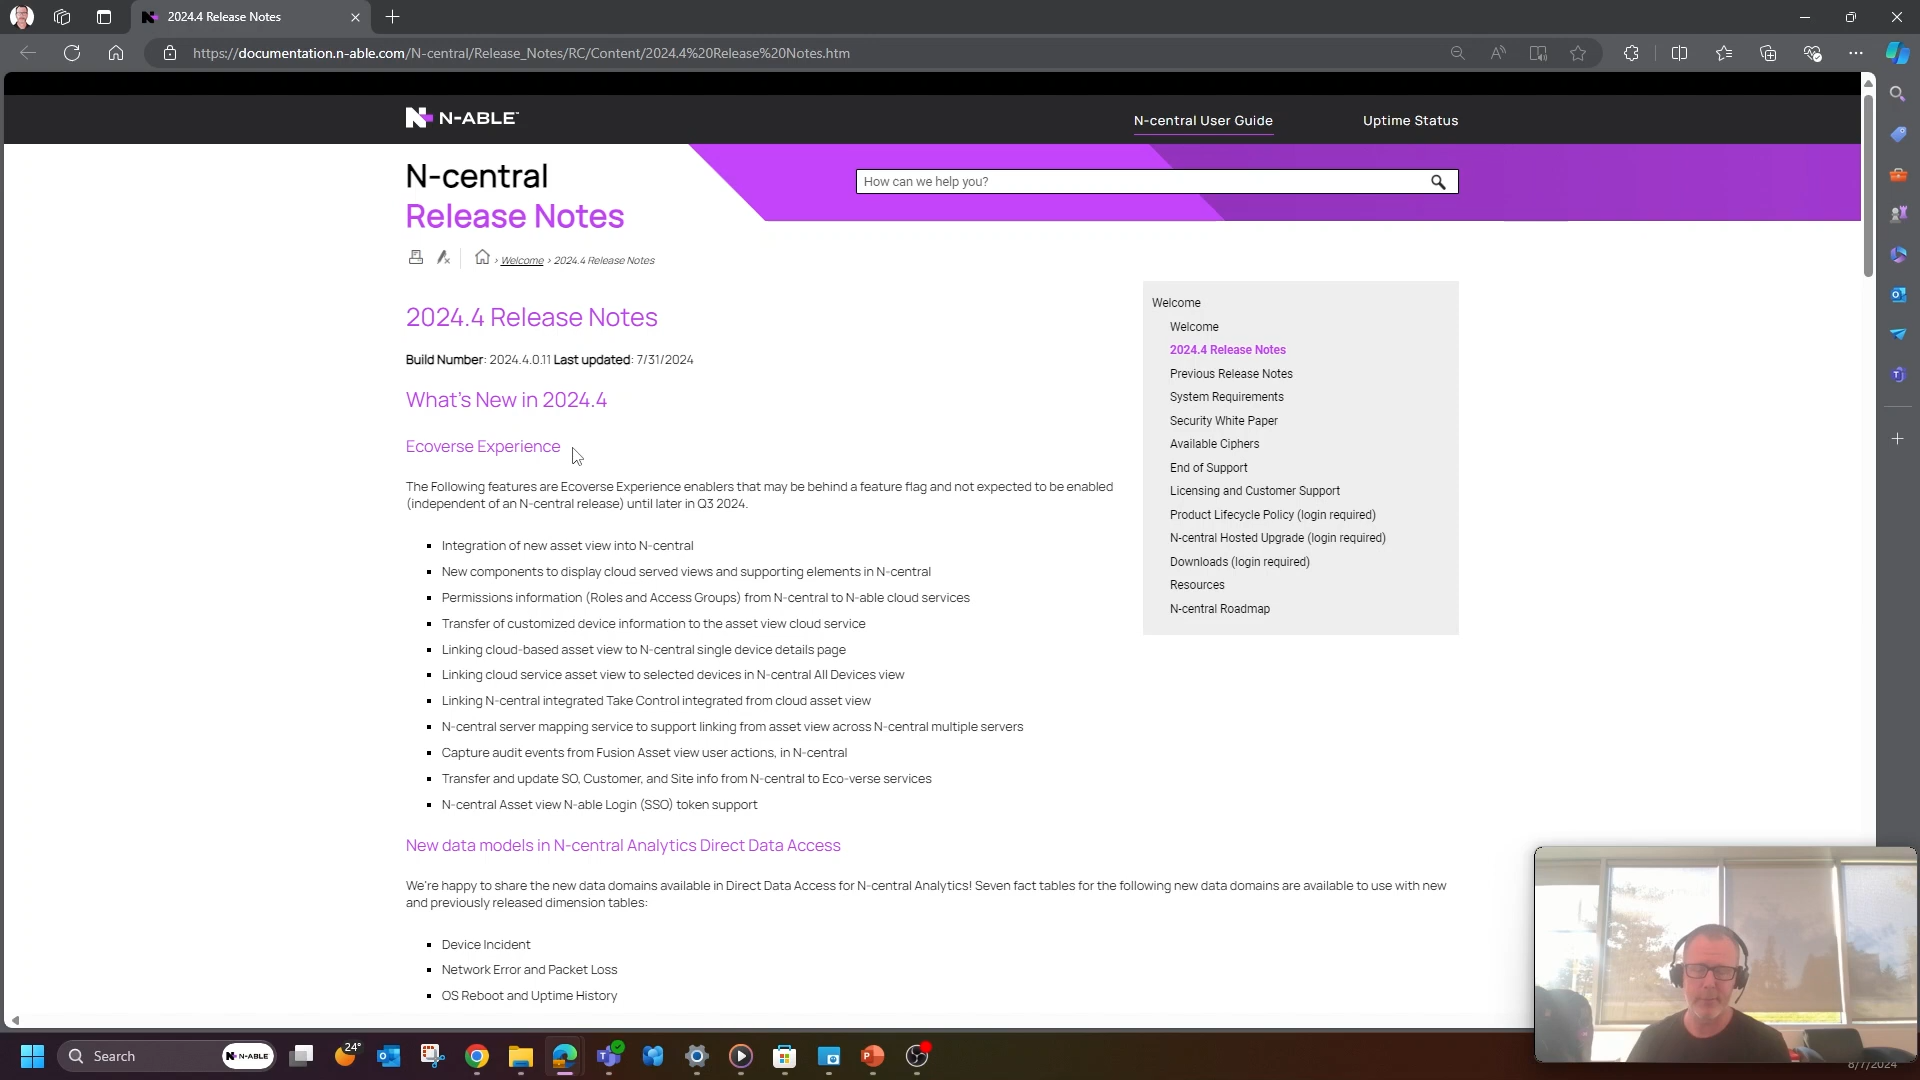 2024.4 Release Notes
https://documentation.n-able.com/N-central/Release_Notes/RC/Content/2024.4%20Release%20Notes.htm
N-ABLE
N-central User Guide
Uptime Status
N-central
Release Notes
How can we help you?
› Welcome › 2024.4 Release Notes
2024.4 Release Notes
Build Number: 2024.4.0.11 Last updated: 7/31/2024
What's New in 2024.4
Ecoverse Experience
The Following features are Ecoverse Experience enablers that may be behind a feature flag and not expected to be enabled
(independent of an N-central release) until later in Q3 2024.
Integration of new asset view into N-central
New components to display cloud served views and supporting elements in N-central
Permissions information (Roles and Access Groups) from N-central to N-able cloud services
Transfer of customized device information to the asset view cloud service
Linking cloud-based asset view to N-central single device details page
Linking cloud service asset view to selected devices in N-central All Devices view
Linking N-central integrated Take Control integrated from cloud asset view
N-central server mapping service to support linking from asset view across N-central multiple servers
Capture audit events from Fusion Asset view user actions, in N-central
Transfer and update SO, Customer, and Site info from N-central to Eco-verse services
N-central Asset view N-able Login (SSO) token support
New data models in N-central Analytics Direct Data Access
We're happy to share the new data domains available in Direct Data Access for N-central Analytics! Seven fact tables for the following new data domains are available to use with new
and previously released dimension tables:
Device Incident
Network Error and Packet Loss
OS Reboot and Uptime History
Welcome
Welcome
2024.4 Release Notes
Previous Release Notes
System Requirements
Security White Paper
Available Ciphers
End of Support
Licensing and Customer Support
Product Lifecycle Policy (login required)
N-central Hosted Upgrade (login required)
Downloads (login required)
Resources
N-central Roadmap
Search
N-ABLE
24°
8/7/2024